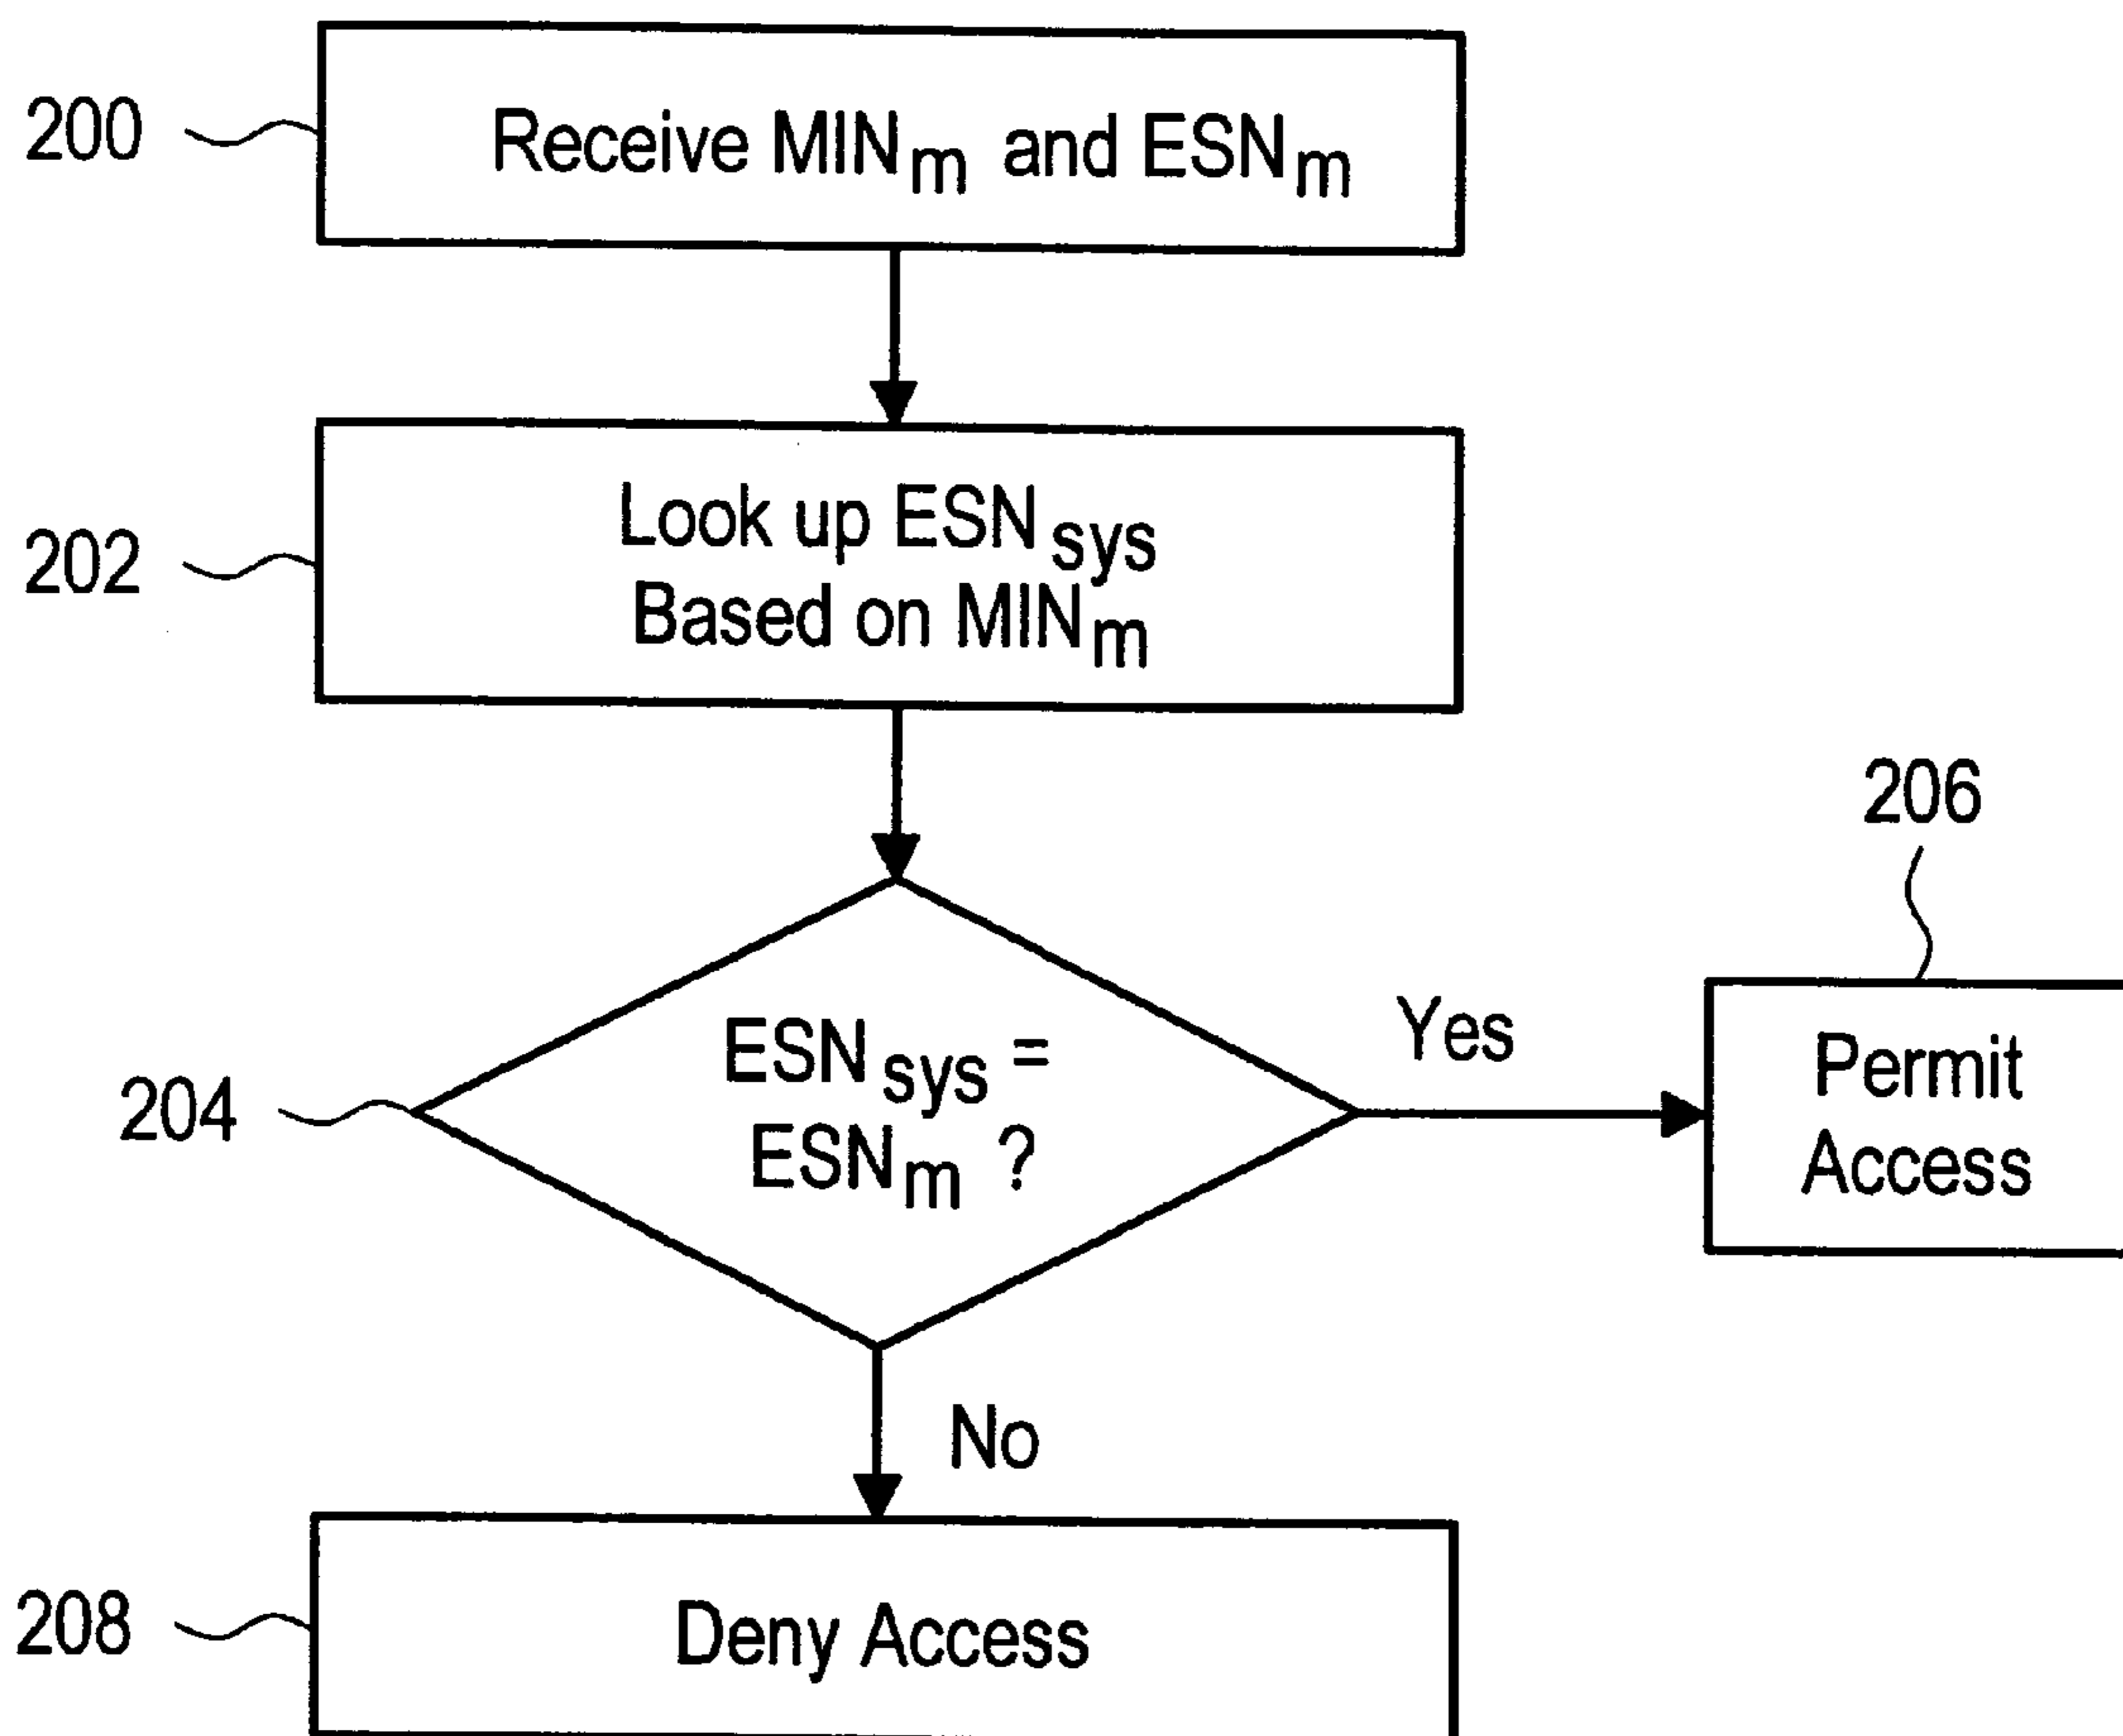 200
Receive MINm and ESNm
202
Look up ESNsys
Based on MINm
206
204
ESNsys =
ESNm ?
Yes
Permit
Access
No
208
Deny Access